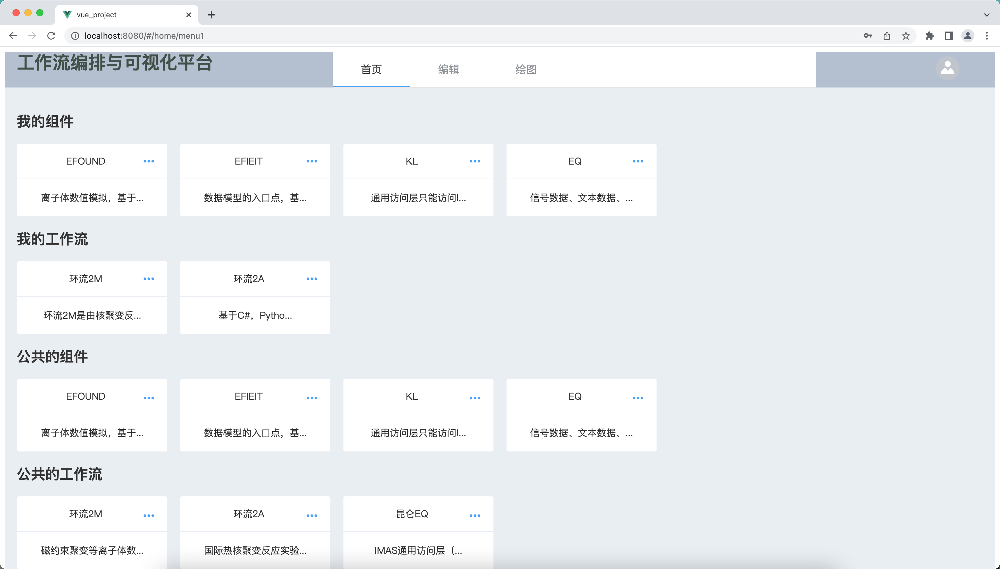 vue_project
localhost:8080/#/home/menu1
工作流编排与可视化平台
首页 编辑 绘图
我的组件
EFOUND EFIEIT KL EQ
离子体数值模拟，基于... 数据模型的入口点，基... 通用访问层只能访问I... 信号数据、文本数据、...
我的工作流
环流2M 环流2A
环流2M是由核聚变反... 基于C#，Pytho...
公共的组件
EFOUND EFIEIT KL EQ
离子体数值模拟，基于... 数据模型的入口点，基... 通用访问层只能访问I... 信号数据、文本数据、...
公共的工作流
环流2M 环流2A 昆仑EQ
磁约束聚变等离子体数... 国际热核聚变反应实验... IMAS通用访问层（...